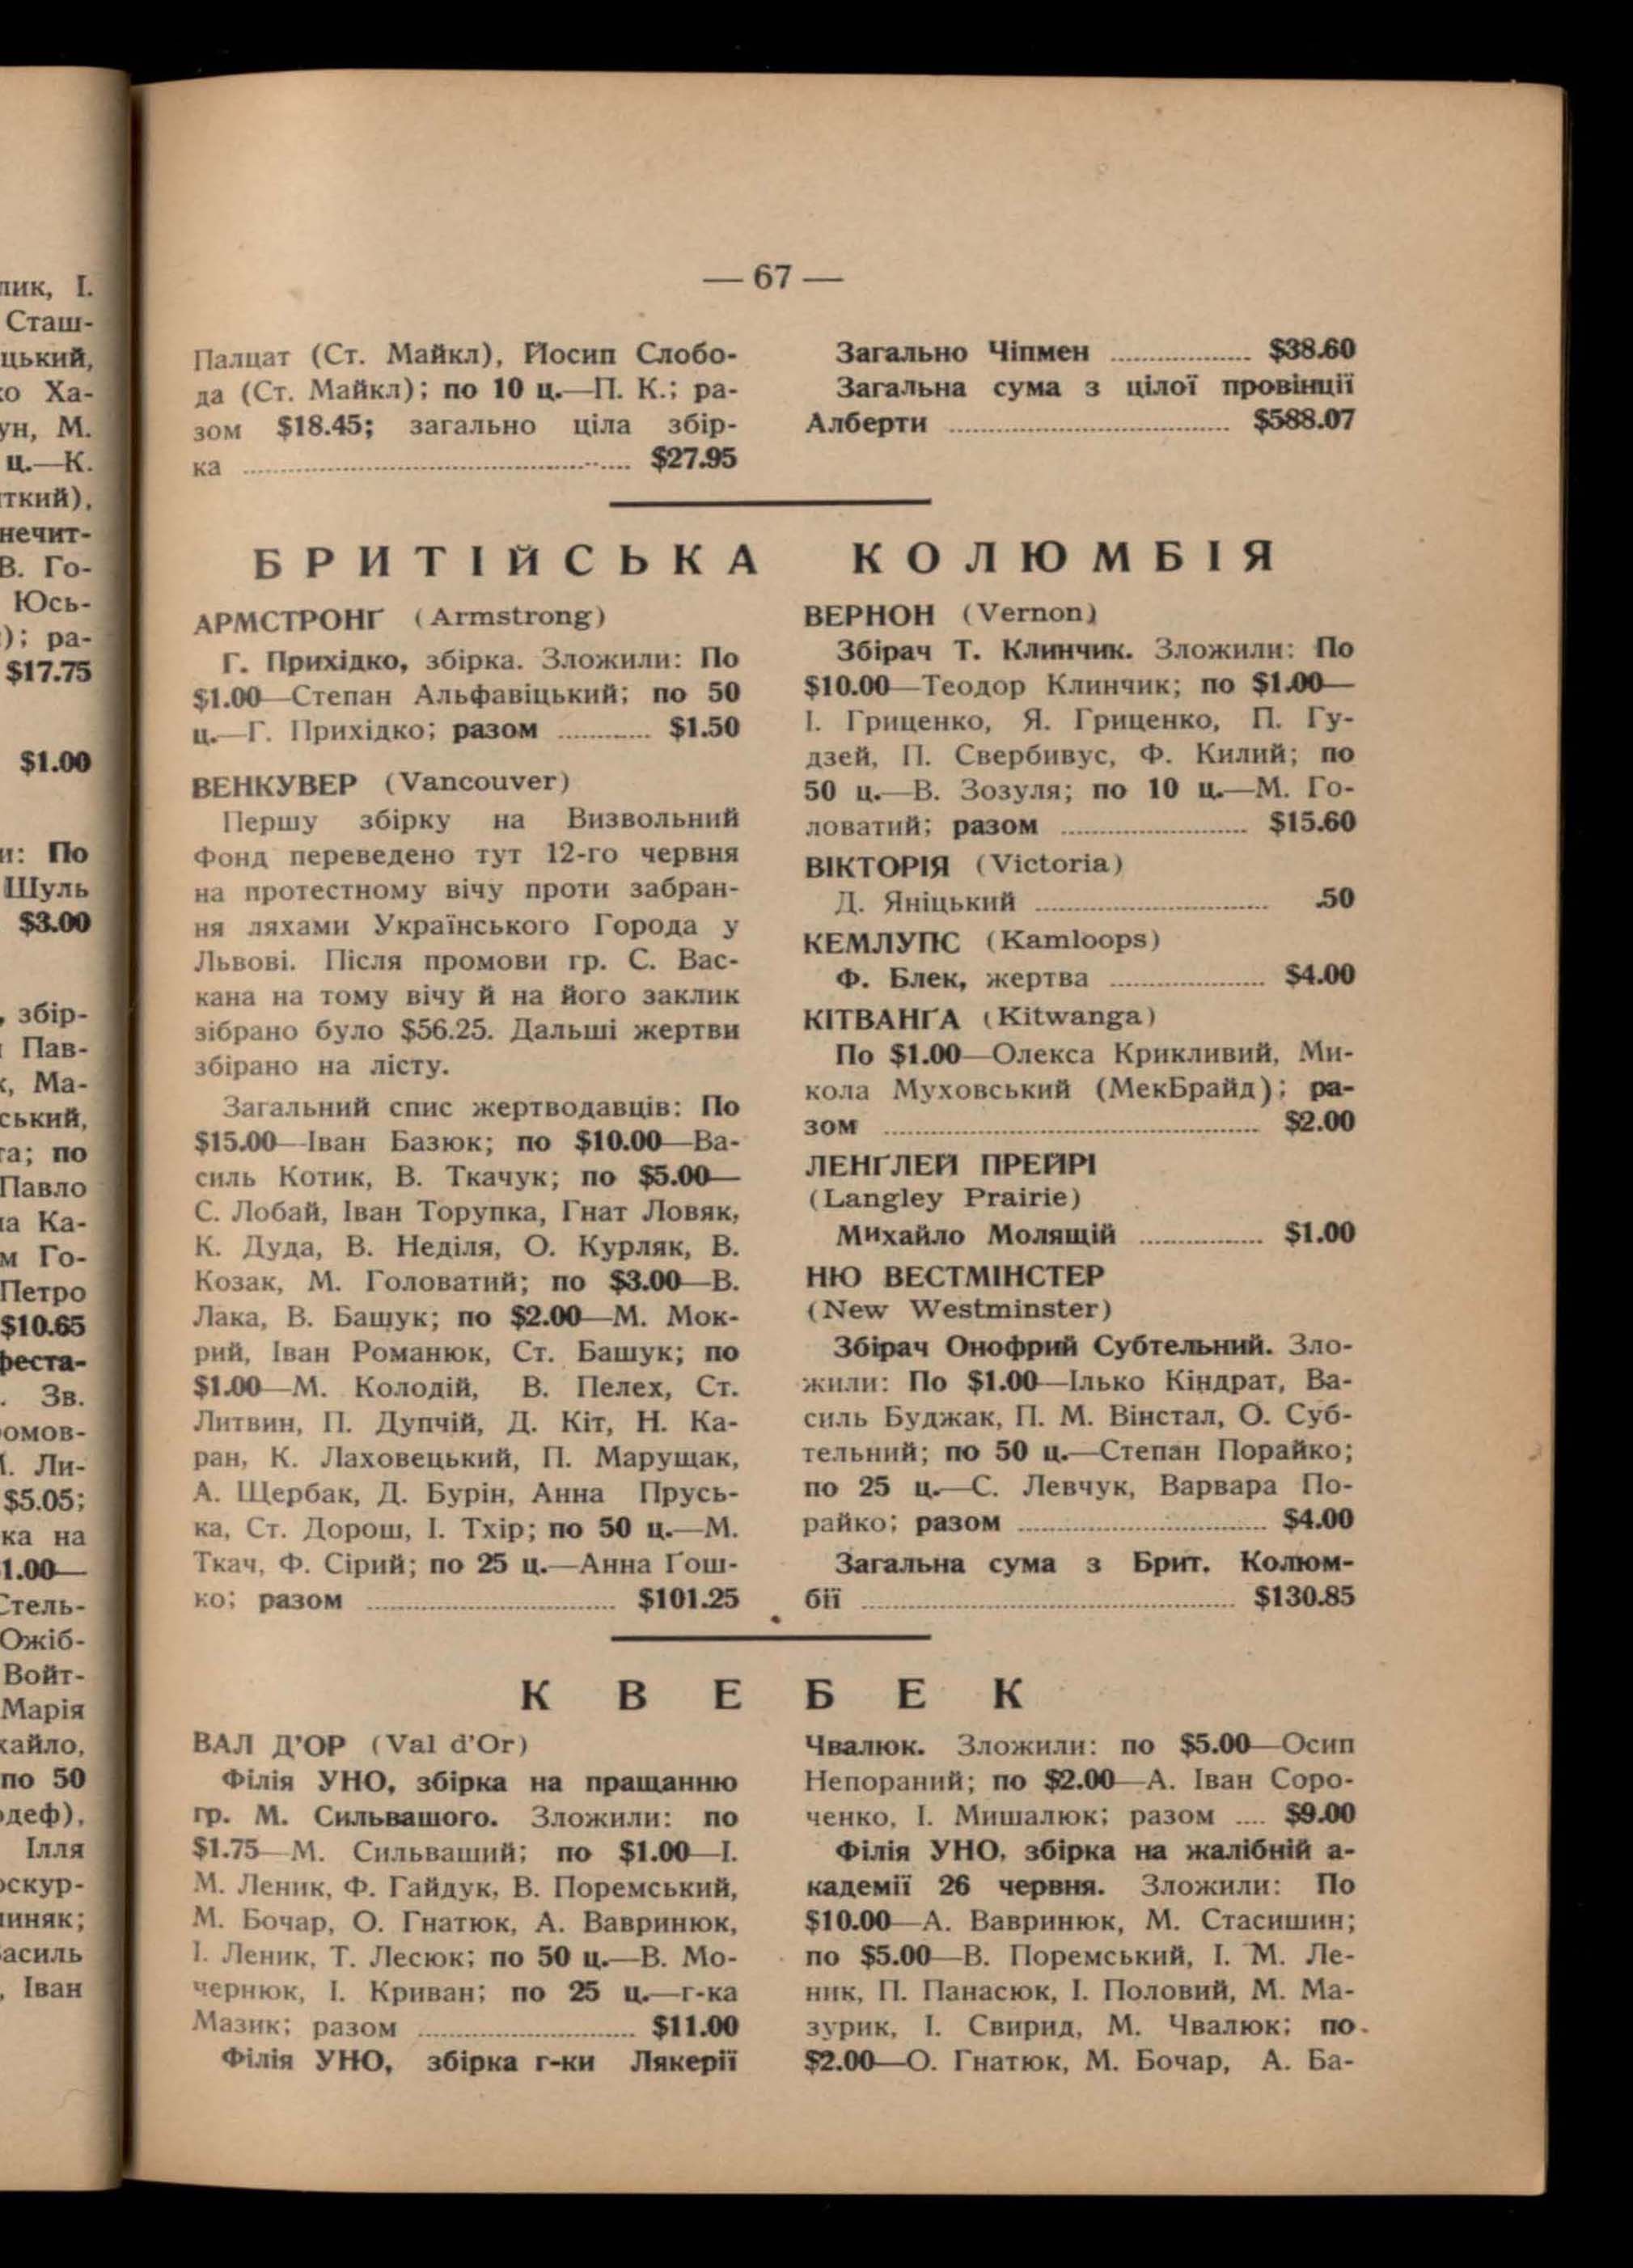 — 67 —
Палцат (Ст. Майкл), Йосип Слобо-
да (Ст. Майкл); по 10 ц.—П. К.; ра-
зом $18.45; загально ціла збір-
ка ........ $27.95
Загально Чіпмен ........ $38.60
Загальна сума з цілої провінції
Алберти ........ $588.07
БРИТІЙСЬКА КОЛЮМБІЯ
АРМСТРОНҐ (Armstrong)
Г. Прихідко, збірка. Зложили: По
$1.00—Степан Альфавіцький; по 50
ц.—Г. Прихідко; разом ........ $1.50
ВЕНКУВЕР (Vancouver)
Першу збірку на Визвольний
Фонд переведено тут 12-го червня
на протестному вічу проти забран-
ня ляхами Українського Города у
Львові. Після промови гр. С. Вас-
кана на тому вічу й на його заклик
зібрано було $56.25. Дальші жертви
збірано на лісту.
Загальний спис жертводавців: По
$15.00—Іван Базюк; по $10.00—Ва-
силь Котик, В. Ткачук; по $5.00—
С. Лобай, Іван Торупка, Гнат Ловяк,
К. Дуда, В. Неділя, О. Курляк, В.
Козак, М. Головатий; по $3.00—В.
Лака, В. Башук; по $2.00—М. Мок-
рий, Іван Романюк, Ст. Башук; по
$1.00—М. Колодій, В. Пелех, Ст.
Литвин, П. Дупчій, Д. Кіт, Н. Ка-
ран, К. Лаховецький, П. Марущак,
А. Щербак, Д. Бурін, Анна Прусь-
ка, Ст. Дорош, І. Тхір; по 50 ц.—М.
Ткач, Ф. Сірий; по 25 ц.—Анна Гош-
ко; разом ........ $101.25
ВЕРНОН (Vernon)
Збірач Т. Клинчик. Зложили: По
$10.00—Теодор Клинчик; по $1.00—
І. Гриценко, Я. Гриценко, П. Гу-
дзей, П. Свербивус, Ф. Килий; по
50 ц.—В. Зозуля; по 10 ц.—М. Го-
ловатий; разом ........ $15.60
ВІКТОРІЯ (Victoria)
Д. Яніцький ........ .50
КЕМЛУПС (Kamloops)
Ф. Блек, жертва ........ $4.00
КІТВАНҐА (Kitwanga)
По $1.00—Олекса Крикливий, Ми-
кола Муховський (МекБрайд); ра-
зом ........ $2.00
ЛЕНҐЛЕЙ ПРЕЙРІ
(Langley Prairie)
Михайло Молящій ........ $1.00
НЮ ВЕСТМІНСТЕР
(New Westminster)
Збірач Онофрий Субтельний. Зло-
жили: По $1.00—Ілько Кіндрат, Ва-
силь Буджак, П. М. Вінстал, О. Суб-
тельний; по 50 ц.—Степан Порайко;
по 25 ц.—С. Левчук, Варвара По-
райко; разом ........ $4.00
Загальна сума з Брит. Колюм-
бії ........ $130.85
КВЕБЕК
ВАЛ Д'ОР (Val d'Or)
Філія УНО, збірка на пращанню
гр. М. Сильвашого. Зложили: по
$1.75—М. Сильваший; по $1.00—І.
М. Леник, Ф. Гайдук, В. Поремський,
М. Бочар, О. Гнатюк, А. Вавринюк,
І. Леник, Т. Лесюк; по 50 ц.—В. Мо-
чернюк, І. Криван; по 25 ц.—г-ка
Мазик; разом ........ $11.00
Філія УНО, збірка г-ки Лякерії
Чвалюк. Зложили: по $5.00—Осип
Непораний; по $2.00—А. Іван Соро-
ченко, І. Мишалюк; разом .... $9.00
Філія УНО, збірка на жалібній а-
кадемії 26 червня. Зложили: По
$10.00—А. Вавринюк, М. Стасишин;
по $5.00—В. Поремський, І. М. Ле-
ник, П. Панасюк, І. Половий, М. Ма-
зурик, І. Свирид, М. Чвалюк; по
$2.00—О. Гнатюк, М. Бочар, А. Ба-